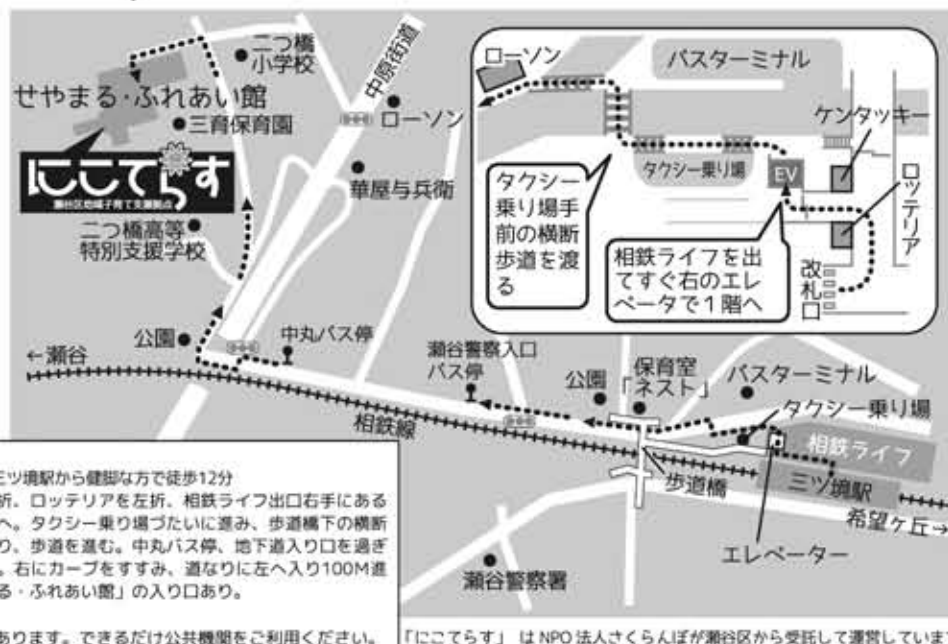 二つ橋
小学校
せやまる・ふれあい館
三育保育園
にこてらす
瀬谷区地域子育て支援拠点
二つ橋高等
特別支援学校
中原街道
ローソン
華屋与兵衛
ローソン
バスターミナル
ケンタッキー
タクシー乗り場
EV
ロッテリア
タクシー
乗り場手
前の横断
歩道を渡
る
相鉄ライフを出
てすぐ右のエレ
ベータで1階へ
改札口
公園
中丸バス停
←瀬谷
瀬谷警察入口
バス停
公園
保育室
「ネスト」
バスターミナル
タクシー乗り場
相鉄線
相鉄ライフ
歩道橋
三ツ境駅
希望ケ丘→
エレベーター
瀬谷警察署
三ツ境駅から健脚な方で徒歩12分
折、ロッテリアを左折、相鉄ライフ出口右手にある
へ。タクシー乗り場づたいに進み、歩道橋下の横断
り、歩道を進む。中丸バス停、地下道入り口を過ぎ
。右にカーブをすすみ、道なりに左へ入り100M進
る・ふれあい館」の入り口あり。
あります。できるだけ公共機関をご利用ください。
「にこてらす」 は NPO 法人さくらんぼが瀬谷区から受託して運営していま